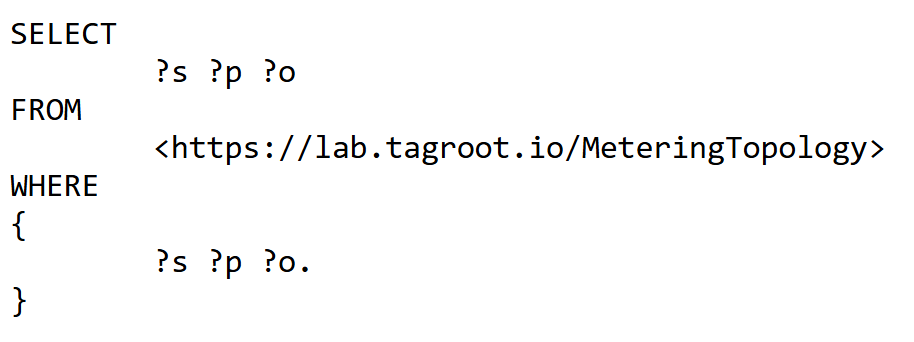 SELECT
?s ?p ?o
FROM
<https://lab.tagroot.io/MeteringTopology>
WHERE
{
?s ?p ?o.
}